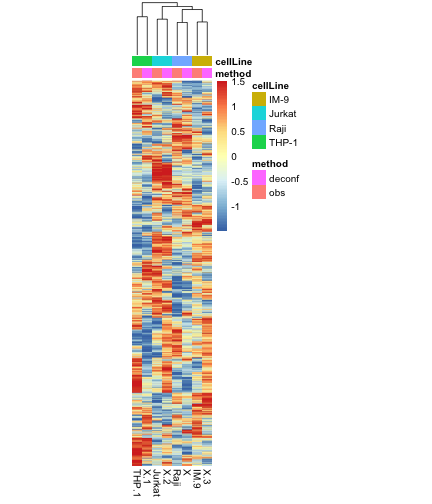 cellLine
method
1.5
1
0.5
0
-0.5
-1
cellLine
IM-9
Jurkat
Raji
THP-1
method
deconf
obs
THP.1
X.1
Jurkat
X.2
Raji
X
IM.9
X.3